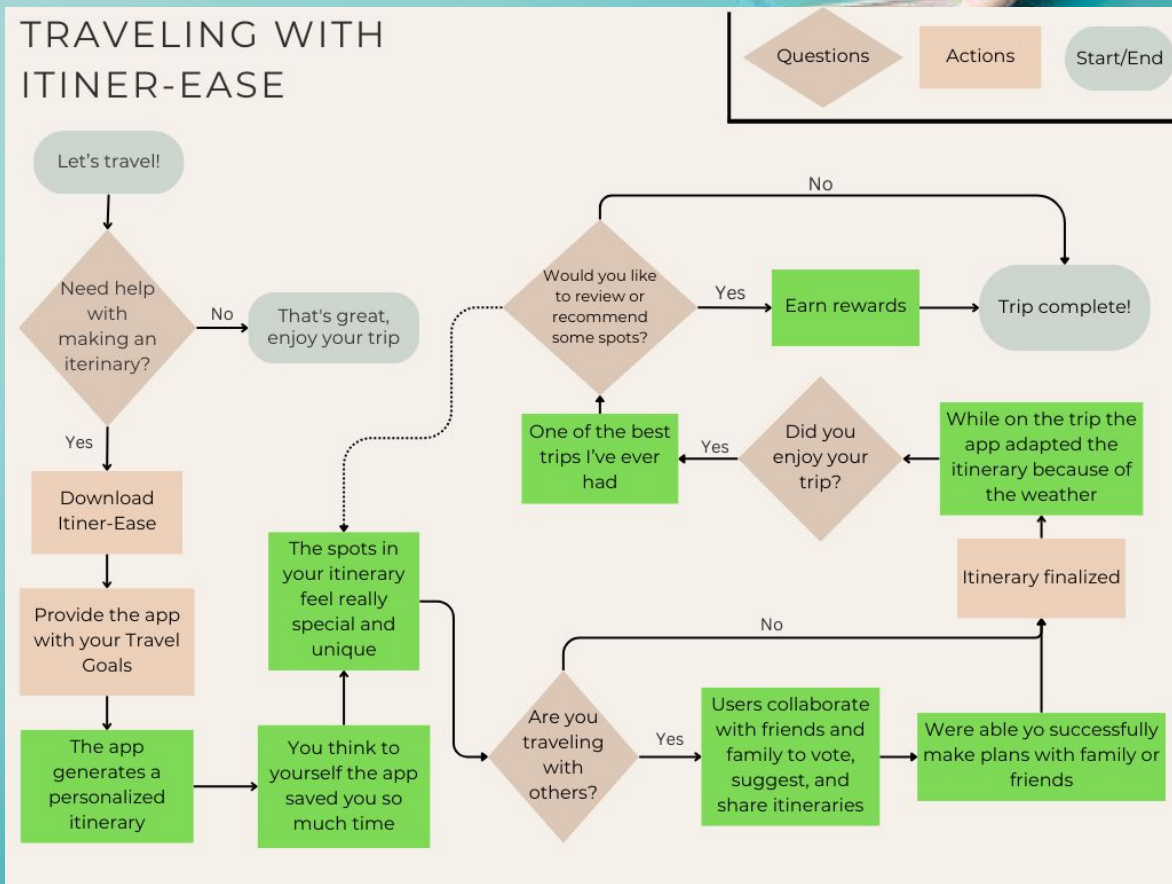 TRAVELING WITH
ITINER-EASE
Questions
Actions
Start/End
Let's travel!
Need help
with
making an
iterinary?
No
That's great,
enjoy your trip
Yes
Download
Itiner-Ease
Provide the app
with your Travel
Goals
The app
generates a
personalized
itinerary
You think to
yourself the app
saved you so
much time
The spots in
your itinerary
feel really
special and
unique
Are you
traveling
with
others?
No
Yes
Users collaborate
with friends and
family to vote,
suggest, and
share itineraries
Were able yo successfully
make plans with family or
friends
Itinerary finalized
While on the trip the
app adapted the
itinerary because of
the weather
Did you
enjoy your
trip?
Yes
One of the best
trips I've ever
had
Would you like
to review or
recommend
some spots?
No
Yes
Earn rewards
Trip complete!